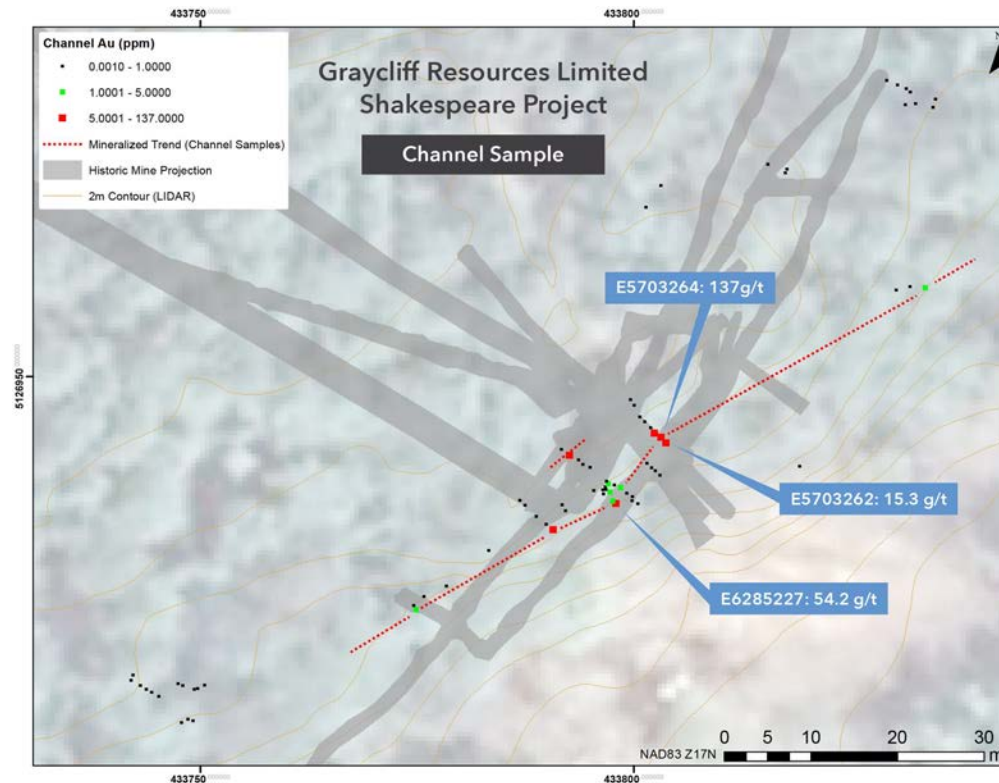 433750
433800
Channel Au (ppm)
0.0010 - 1.0000
1.0001 - 5.0000
5.0001 - 137.0000
Mineralized Trend (Channel Samples)
Historic Mine Projection
2m Contour (LIDAR)
Graycliff Resources Limited
Shakespeare Project
Channel Sample
E5703264: 137g/t
5126950
E5703262: 15.3 g/t
E6285227: 54.2 g/t
NAD83 Z17N
0 5 10 20 30
m
433750
433800